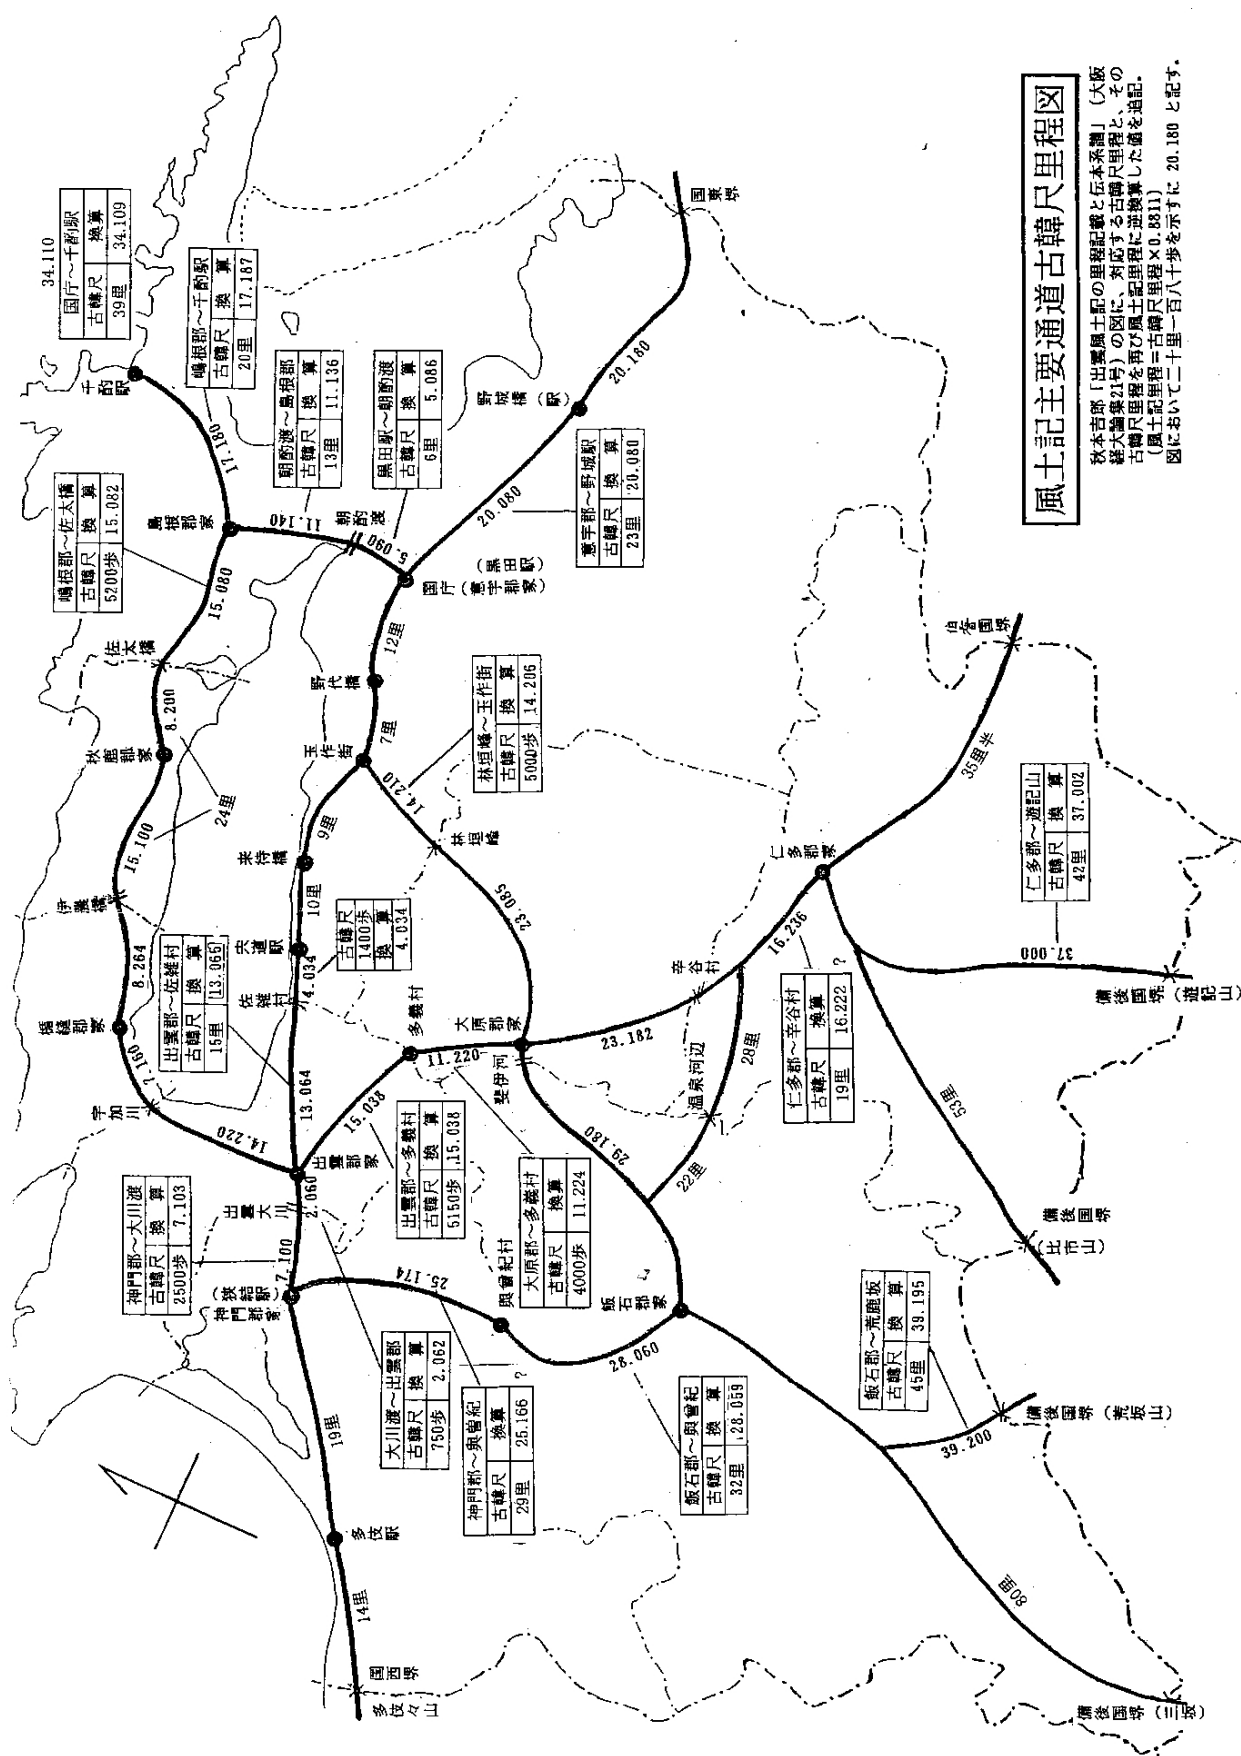 風土記主要通道古韓尺里程図
秋本吉郎「出雲風土記の里程記載と伝本系譜」（大阪
経大論集21号）の図に、対応する古韓尺里程と、その
古韓尺里程を再び風土記里程に逆換算した値を追記。
（風土記里程＝古韓尺里程×0.8811）
図において二十里一百八十歩を示すに 20.180 と記す。
34.110
国庁〜千酌駅
古韓尺 換算
39里 34.109
嶋根郡〜千酌駅
古韓尺 換算
20里 17.187
朝酌渡〜島根郡
古韓尺 換算
13里 11.136
黒田駅〜朝酌渡
古韓尺 換算
6里 5.086
嶋根郡〜佐太橋
古韓尺 換算
5200歩 15.082
意宇郡〜野城駅
古韓尺 換算
23里 20.080
林垣峰〜玉作街
古韓尺 換算
5000歩 14.206
古韓尺
1400歩
換算
4.034
出雲郡〜佐雑村
古韓尺 換算
15里 13.066
仁多郡〜遊記山
古韓尺 換算
42里 37.002
仁多郡〜辛谷村
古韓尺 換算
19里 16.222
?
出雲郡〜多義村
古韓尺 換算
5150歩 15.038
大原郡〜多義村
古韓尺 換算
4000歩 11.224
神門郡〜大川渡
古韓尺 換算
2500歩 7.103
大川渡〜出雲郡
古韓尺 換算
750歩 2.062
神門郡〜與曽紀
古韓尺 換算
29里 25.166
?
飯石郡〜與曽紀
古韓尺 換算
32里 28.059
飯石郡〜荒鹿坂
古韓尺 換算
45里 39.195
千酌駅
17.180
島根郡家
11.140
朝酌渡
5.090
（黒田駅）
国庁（意宇郡家）
20.080
野城橋（駅）
20.180
国東堺
15.080
（佐太橋
8.200
秋鹿郡家
24里
15.100
伊農橋
8.264
楯縫郡家
7.160
宇加川
14.220
出雲郡家
12里
野代橋
7里
玉作街
9里
来待橋
10里
宍道駅
4.034
佐雑村
13.064
14.210
林垣峰
23.085
大原郡家
斐伊河
11.220
多義村
15.038
2.060
出雲大川
7.100
（狭結駅）
神門郡家
19里
多伎駅
14里
国西堺
多伎々山
25.174
與曽紀村
28.060
飯石郡家
29.180
22里
温泉河辺
28里
23.182
辛谷村
16.236
仁多郡家
35里半
伯耆国堺
37.000
備後国堺（遊記山）
53里
備後国堺
（比市山）
39.200
備後国堺（荒坂山）
80里
備後国堺（三坂）